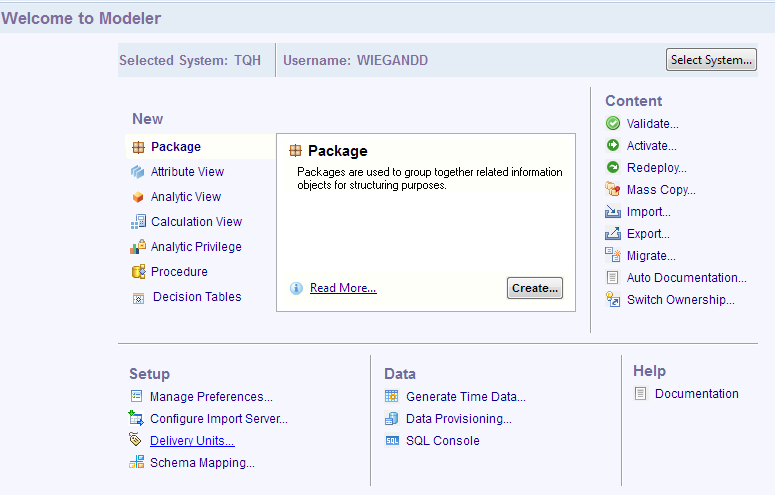 Welcome to Modeler
Selected System: TQH
Username: WIEGANDD
Select System...
New
Package
Attribute View
Analytic View
Calculation View
Analytic Privilege
Procedure
Decision Tables
Package
Packages are used to group together related information
objects for structuring purposes.
Read More...
Create...
Content
Validate...
Activate...
Redeploy...
Mass Copy...
Import...
Export...
Migrate...
Auto Documentation...
Switch Ownership...
Setup
Manage Preferences...
Configure Import Server...
Delivery Units...
Schema Mapping...
Data
Generate Time Data...
Data Provisioning...
SQL
SQL Console
Help
Documentation